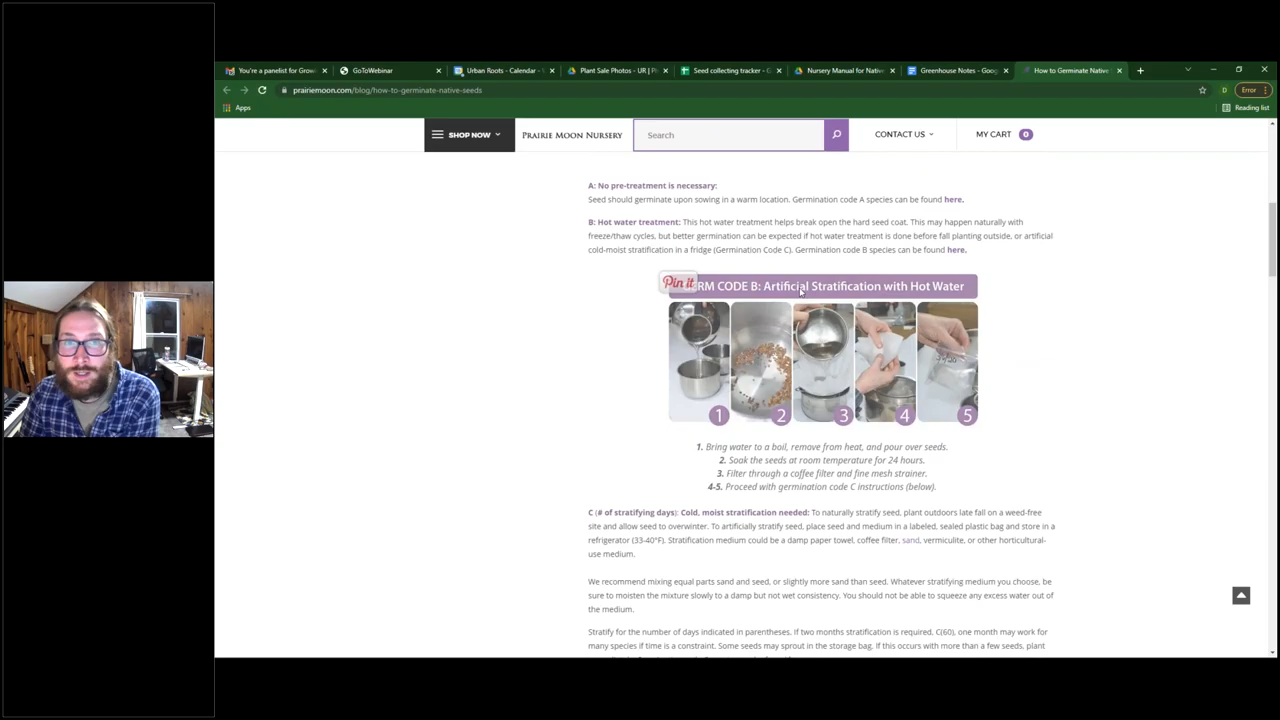 You're a panelist for Grow
GoToWebinar
Urban Roots - Calendar -
Plant Sale Photos - UR | P
Seed collecting tracker - G
Nursery Manual for Native
Greenhouse Notes - Goog
How to Germinate Native
prairiemoon.com/blog/how-to-germinate-native-seeds
D
Error
Apps
Reading list
SHOP NOW
PRAIRIE MOON NURSERY
Search
CONTACT US
MY CART
0
A: No pre-treatment is necessary:
Seed should germinate upon sowing in a warm location. Germination code A species can be found here.
B: Hot water treatment: This hot water treatment helps break open the hard seed coat. This may happen naturally with
freeze/thaw cycles, but better germination can be expected if hot water treatment is done before fall planting outside, or artificial
cold-moist stratification in a fridge (Germination Code C). Germination code B species can be found here.
Pin it
RM CODE B: Artificial Stratification with Hot Water
1 2 3 4 5
1. Bring water to a boil, remove from heat, and pour over seeds.
2. Soak the seeds at room temperature for 24 hours.
3. Filter through a coffee filter and fine mesh strainer.
4-5. Proceed with germination code C instructions (below).
C (# of stratifying days): Cold, moist stratification needed: To naturally stratify seed, plant outdoors late fall on a weed-free
site and allow seed to overwinter. To artificially stratify seed, place seed and medium in a labeled, sealed plastic bag and store in a
refrigerator (33-40°F). Stratification medium could be a damp paper towel, coffee filter, sand, vermiculite, or other horticultural-
use medium.
We recommend mixing equal parts sand and seed, or slightly more sand than seed. Whatever stratifying medium you choose, be
sure to moisten the mixture slowly to a damp but not wet consistency. You should not be able to squeeze any excess water out of
the medium.
Stratify for the number of days indicated in parentheses. If two months stratification is required, C(60), one month may work for
many species if time is a constraint. Some seeds may sprout in the storage bag. If this occurs with more than a few seeds, plant